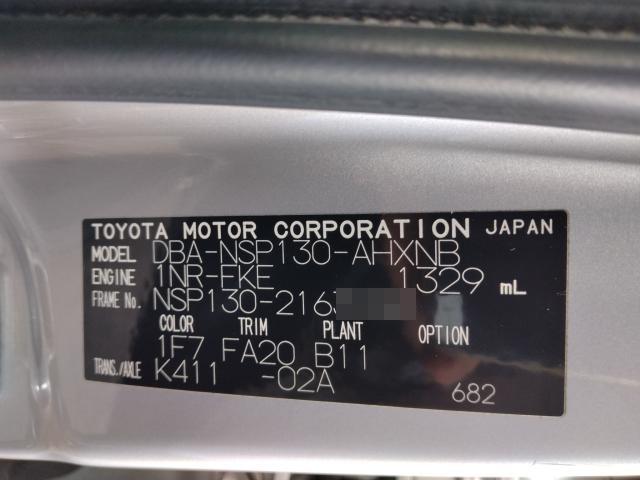 TOYOTA MOTOR CORPORATION JAPAN
MODEL DBA-NSP130-AHXNB
ENGINE 1NR-FKE 1329 mL
FRAME No. NSP130-216
COLOR TRIM PLANT OPTION
1F7 FA20 B11
TRANS./AXLE K411 -02A
682